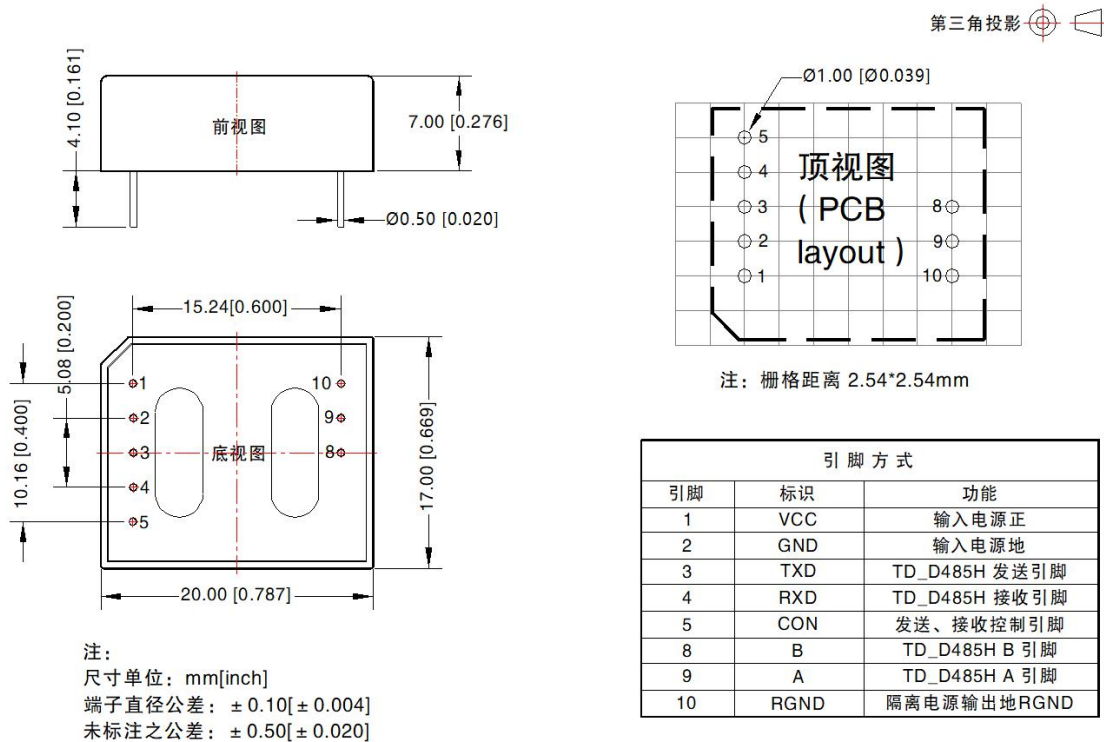 第三角投影
4.10 [0.161]
前视图
7.00 [0.276]
Ø0.50 [0.020]
Ø1.00 [Ø0.039]
5
4
3
2
1
8
9
10
顶视图
( PCB
layout )
注: 栅格距离 2.54*2.54mm
15.24[0.600]
10.16 [0.400]
5.08 [0.200]
1
2
3
4
5
10
9
8
底视图
17.00 [0.669]
20.00 [0.787]
注:
尺寸单位: mm[inch]
端子直径公差: ± 0.10[± 0.004]
未标注之公差: ± 0.50[± 0.020]
引 脚 方 式
引脚 标识 功能
1 VCC 输入电源正
2 GND 输入电源地
3 TXD TD_D485H 发送引脚
4 RXD TD_D485H 接收引脚
5 CON 发送、接收控制引脚
8 B TD_D485H B 引脚
9 A TD_D485H A 引脚
10 RGND 隔离电源输出地RGND